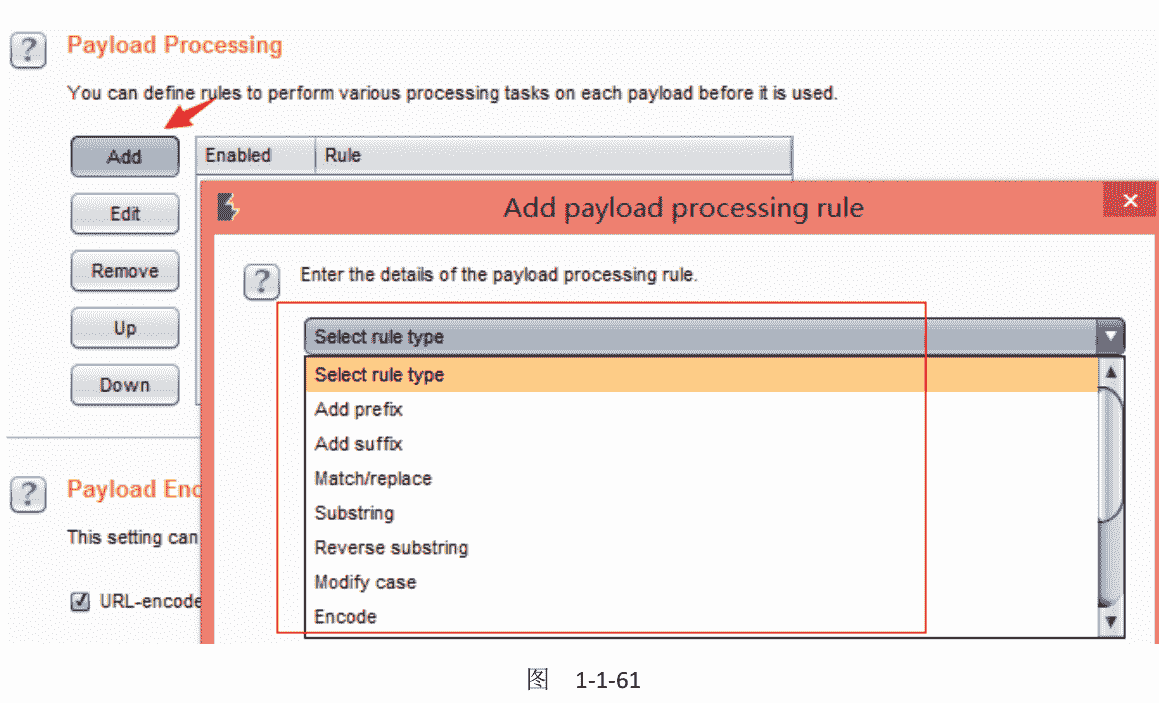 ?
Payload Processing
You can define rules to perform various processing tasks on each payload before it is used.
Add
Enabled
Rule
Edit
Remove
Up
Down
Add payload processing rule
?
Enter the details of the payload processing rule.
Select rule type
Select rule type
Add prefix
Add suffix
Match/replace
Substring
Reverse substring
Modify case
Encode
?
Payload Enc
This setting can
URL-encode
图 1-1-61